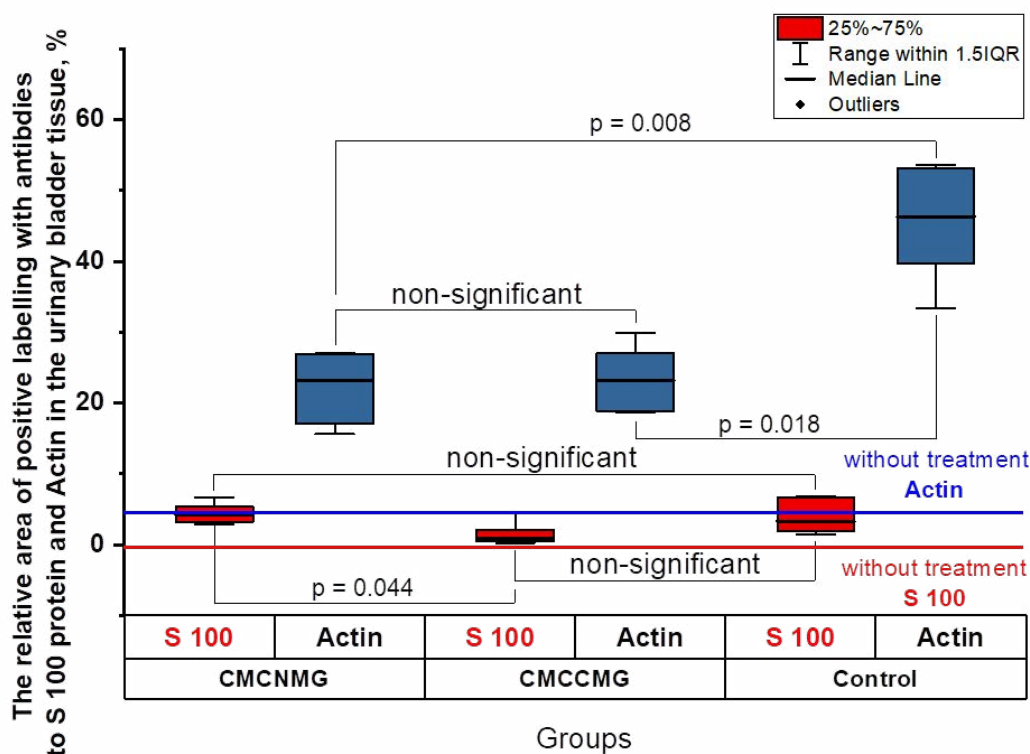 The relative area of positive labelling with antibdies
to S 100 protein and Actin in the urinary bladder tissue, %
25%~75%
Range within 1.5IQR
Median Line
Outliers
60
40
20
0
p = 0.008
non-significant
p = 0.018
non-significant
without treatment
Actin
non-significant
without treatment
S 100
p = 0.044
S 100 Actin S 100 Actin S 100 Actin
CMCNMG CMCCMG Control
Groups